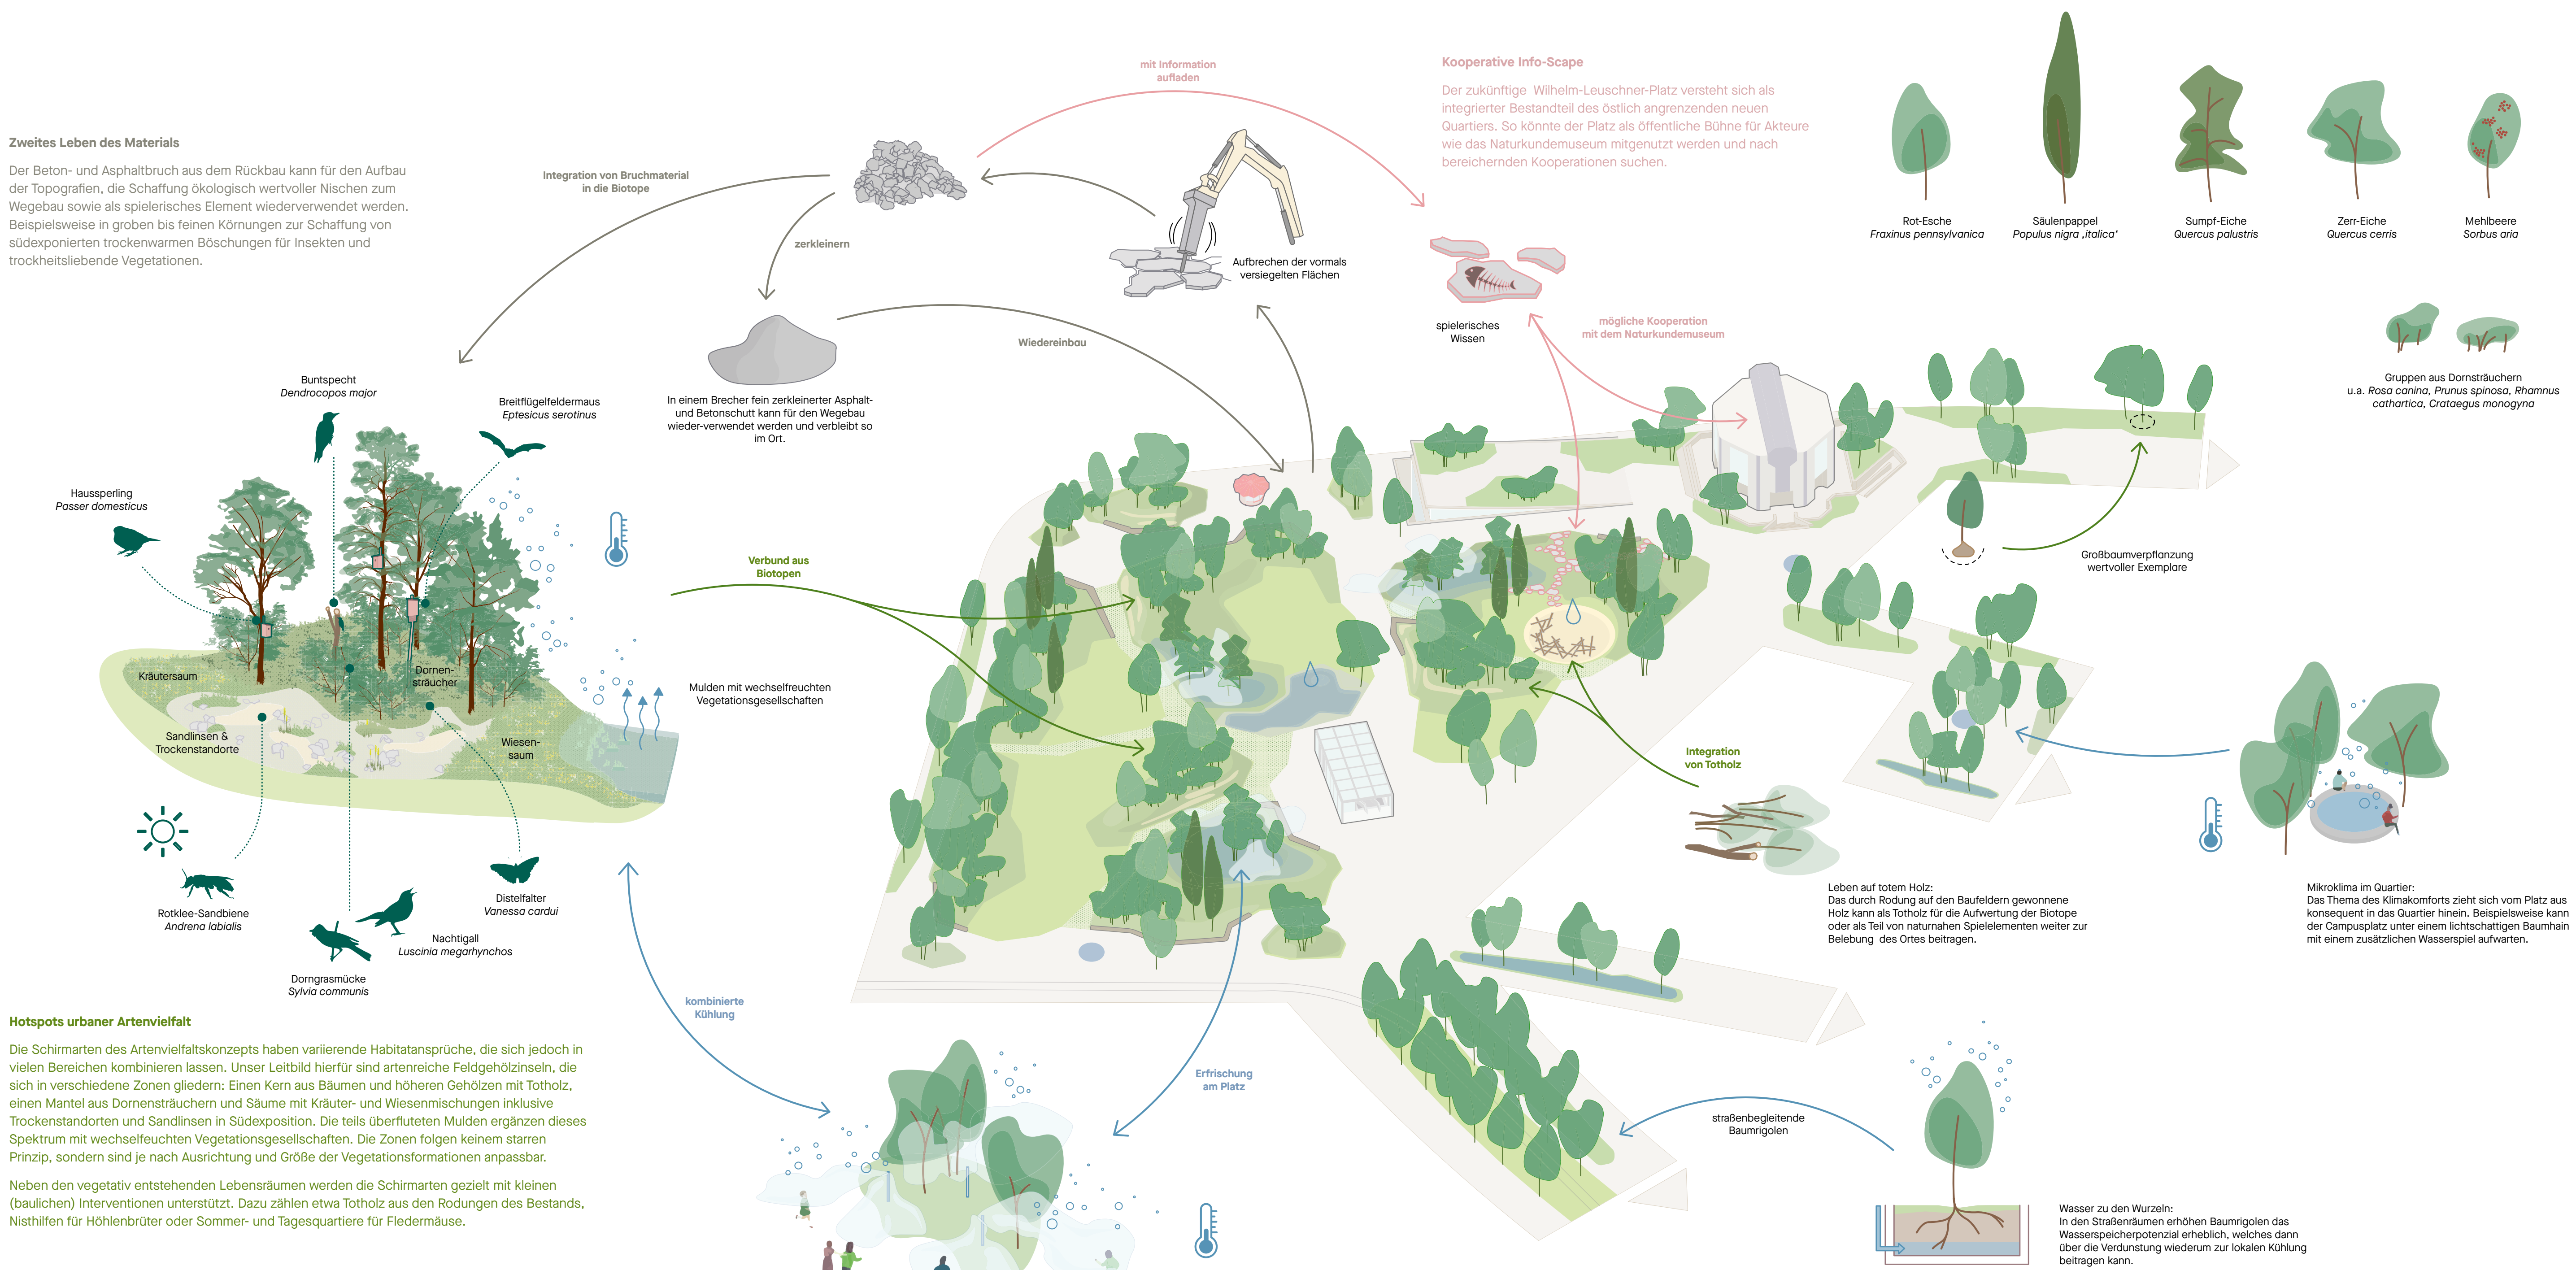 Zweites Leben des Materials
Der Beton- und Asphaltbruch aus dem Rückbau kann für den Aufbau
der Topografien, die Schaffung ökologisch wertvoller Nischen zum
Wegebau sowie als spielerisches Element wiederverwendet werden.
Beispielsweise in groben bis feinen Körnungen zur Schaffung von
südexponierten trockenwarmen Böschungen für Insekten und
trockheitsliebende Vegetationen.
Integration von Bruchmaterial
in die Biotope
zerkleinern
mit Information
aufladen
Aufbrechen der vormals
versiegelten Flächen
Wiedereinbau
In einem Brecher fein zerkleinerter Asphalt-
und Betonschutt kann für den Wegebau
wieder-verwendet werden und verbleibt so
im Ort.
Kooperative Info-Scape
Der zukünftige  Wilhelm-Leuschner-Platz versteht sich als
integrierter Bestandteil des östlich angrenzenden neuen
Quartiers. So könnte der Platz als öffentliche Bühne für Akteure
wie das Naturkundemuseum mitgenutzt werden und nach
bereichernden Kooperationen suchen.
spielerisches
Wissen
mögliche Kooperation
mit dem Naturkundemuseum
Rot-Esche
Fraxinus pennsylvanica
Säulenpappel
Populus nigra ‚italica'
Sumpf-Eiche
Quercus palustris
Zerr-Eiche
Quercus cerris
Mehlbeere
Sorbus aria
Gruppen aus Dornsträuchern
u.a. Rosa canina, Prunus spinosa, Rhamnus
cathartica, Crataegus monogyna
Buntspecht
Dendrocopos major
Breitflügelfeldermaus
Eptesicus serotinus
Haussperling
Passer domesticus
Kräutersaum
Dornen-
sträucher
Sandlinsen &
Trockenstandorte
Wiesen-
saum
Mulden mit wechselfreuchten
Vegetationsgesellschaften
Verbund aus
Biotopen
Rotklee-Sandbiene
Andrena labialis
Distelfalter
Vanessa cardui
Nachtigall
Luscinia megarhynchos
Dorngrasmücke
Sylvia communis
Großbaumverpflanzung
wertvoller Exemplare
Integration
von Totholz
Leben auf totem Holz:
Das durch Rodung auf den Baufeldern gewonnene
Holz kann als Totholz für die Aufwertung der Biotope
oder als Teil von naturnahen Spielelementen weiter zur
Belebung  des Ortes beitragen.
Mikroklima im Quartier:
Das Thema des Klimakomforts zieht sich vom Platz aus
konsequent in das Quartier hinein. Beispielsweise kann
der Campusplatz unter einem lichtschattigen Baumhain
mit einem zusätzlichen Wasserspiel aufwarten.
Hotspots urbaner Artenvielfalt
Die Schirmarten des Artenvielfaltskonzepts haben variierende Habitatansprüche, die sich jedoch in
vielen Bereichen kombinieren lassen. Unser Leitbild hierfür sind artenreiche Feldgehölzinseln, die
sich in verschiedene Zonen gliedern: Einen Kern aus Bäumen und höheren Gehölzen mit Totholz,
einen Mantel aus Dornensträuchern und Säume mit Kräuter- und Wiesenmischungen inklusive
Trockenstandorten und Sandlinsen in Südexposition. Die teils überfluteten Mulden ergänzen dieses
Spektrum mit wechselfeuchten Vegetationsgesellschaften. Die Zonen folgen keinem starren
Prinzip, sondern sind je nach Ausrichtung und Größe der Vegetationsformationen anpassbar.
Neben den vegetativ entstehenden Lebensräumen werden die Schirmarten gezielt mit kleinen
(baulichen) Interventionen unterstützt. Dazu zählen etwa Totholz aus den Rodungen des Bestands,
Nisthilfen für Höhlenbrüter oder Sommer- und Tagesquartiere für Fledermäuse.
kombinierte
Kühlung
Erfrischung
am Platz
straßenbegleitende
Baumrigolen
Wasser zu den Wurzeln:
In den Straßenräumen erhöhen Baumrigolen das
Wasserspeicherpotenzial erheblich, welches dann
über die Verdunstung wiederum zur lokalen Kühlung
beitragen kann.